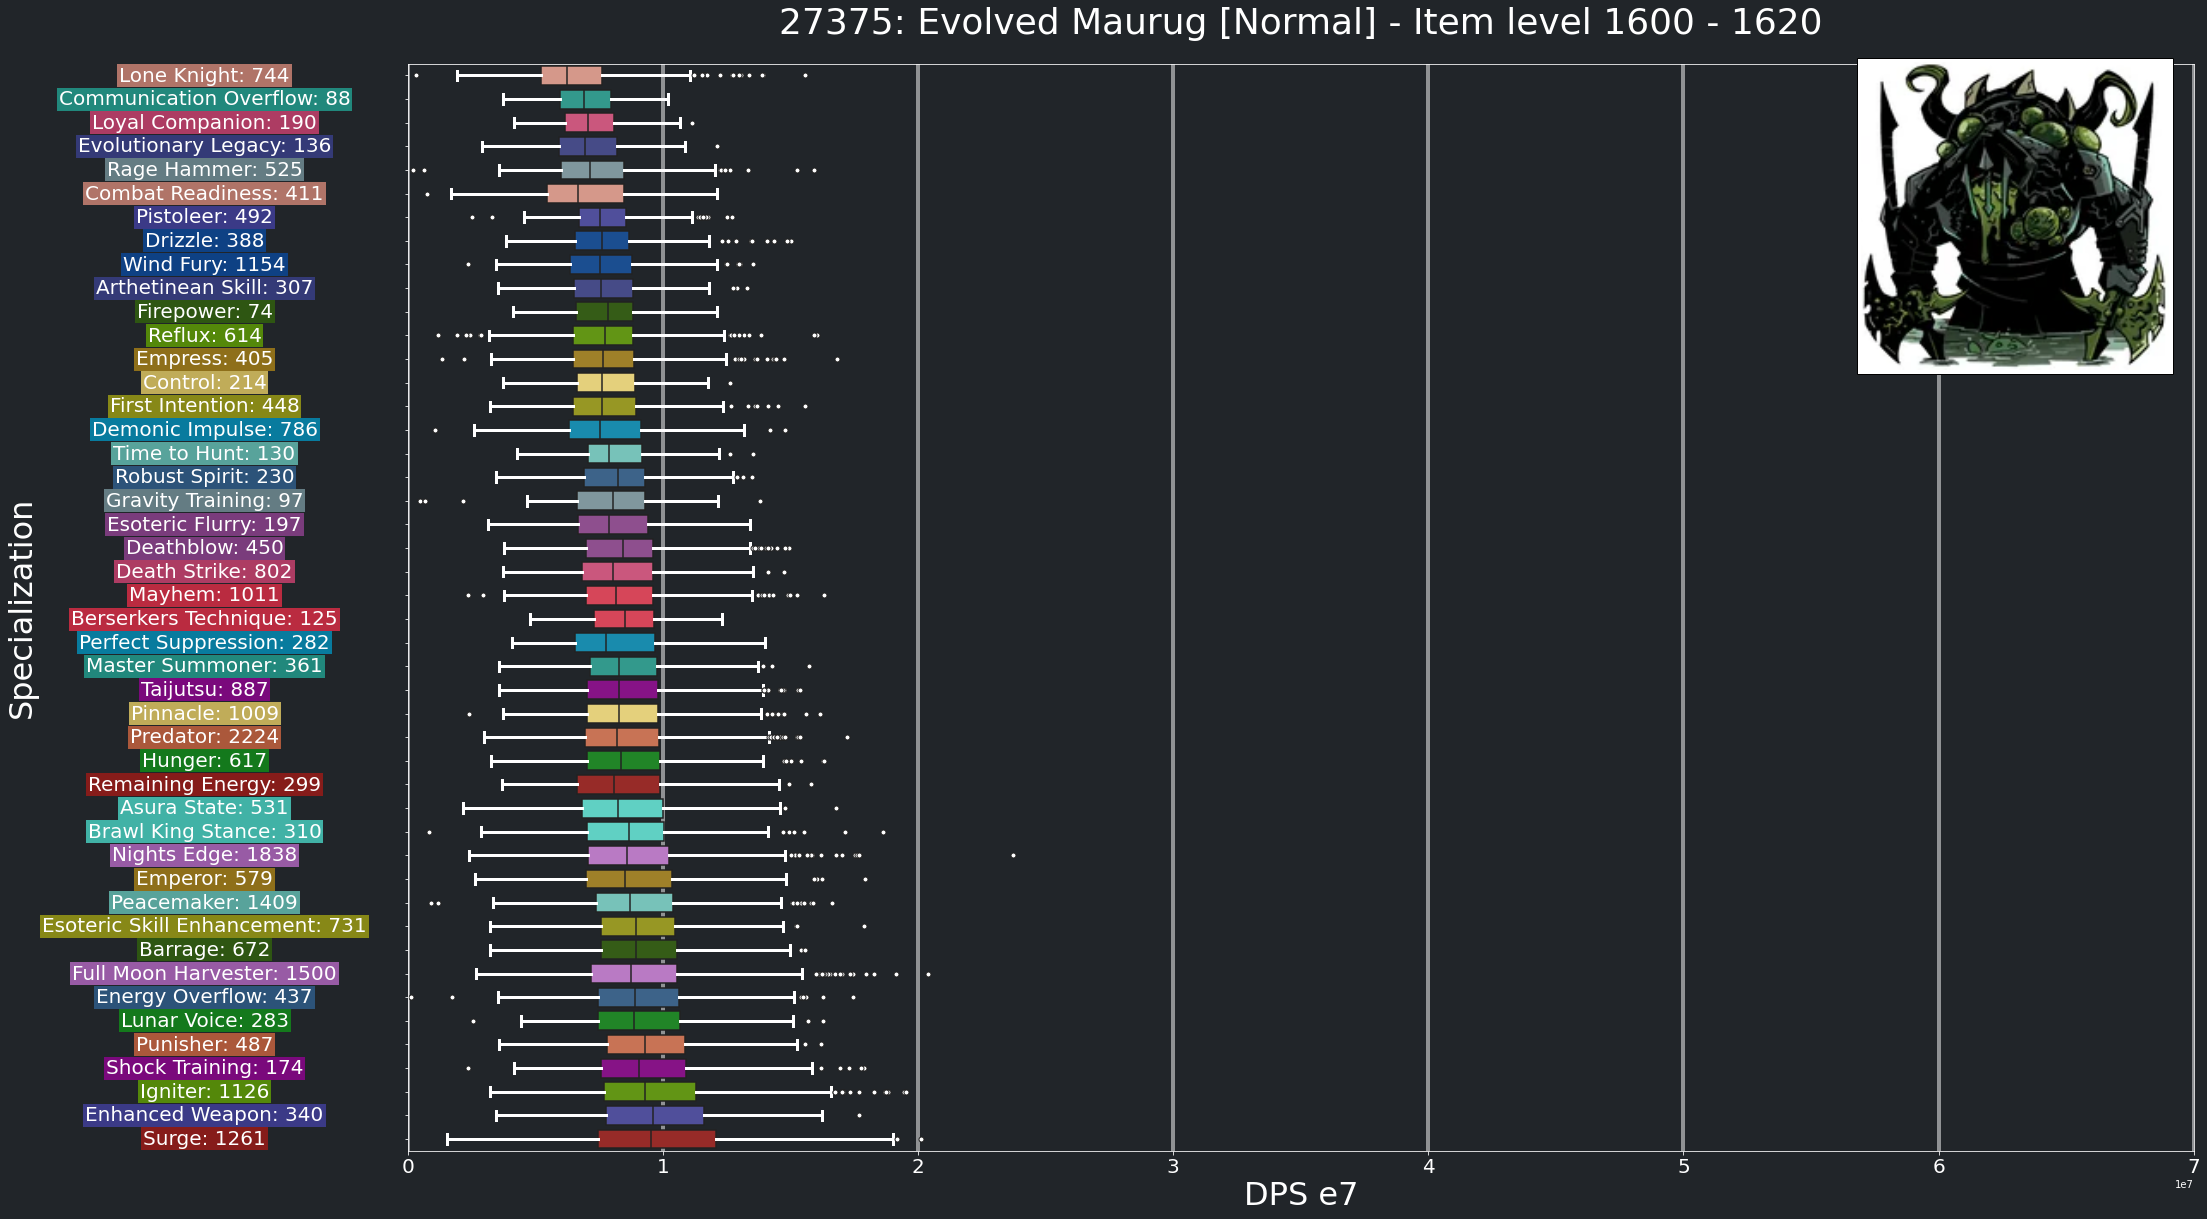 27375: Evolved Maurug [Normal] - Item level 1600 - 1620
Specialization
Lone Knight: 744
Communication Overflow: 88
Loyal Companion: 190
Evolutionary Legacy: 136
Rage Hammer: 525
Combat Readiness: 411
Pistoleer: 492
Drizzle: 388
Wind Fury: 1154
Arthetinean Skill: 307
Firepower: 74
Reflux: 614
Empress: 405
Control: 214
First Intention: 448
Demonic Impulse: 786
Time to Hunt: 130
Robust Spirit: 230
Gravity Training: 97
Esoteric Flurry: 197
Deathblow: 450
Death Strike: 802
Mayhem: 1011
Berserkers Technique: 125
Perfect Suppression: 282
Master Summoner: 361
Taijutsu: 887
Pinnacle: 1009
Predator: 2224
Hunger: 617
Remaining Energy: 299
Asura State: 531
Brawl King Stance: 310
Nights Edge: 1838
Emperor: 579
Peacemaker: 1409
Esoteric Skill Enhancement: 731
Barrage: 672
Full Moon Harvester: 1500
Energy Overflow: 437
Lunar Voice: 283
Punisher: 487
Shock Training: 174
Igniter: 1126
Enhanced Weapon: 340
Surge: 1261
0 1 2 3 4 5 6 7
1e7
DPS e7